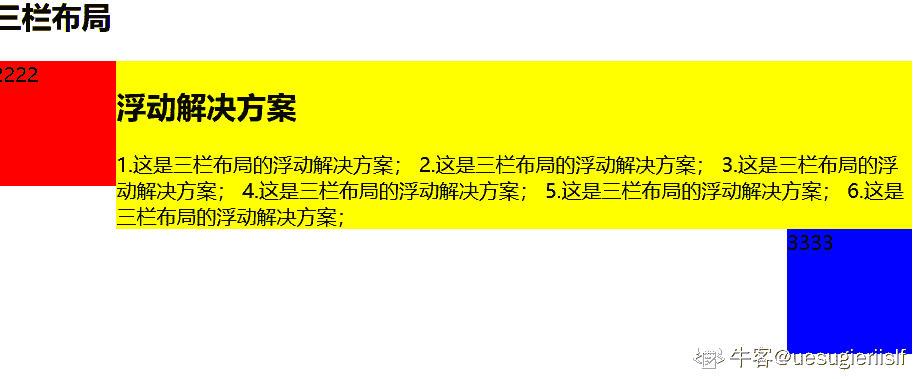 三栏布局
2222
浮动解决方案
1.这是三栏布局的浮动解决方案； 2.这是三栏布局的浮动解决方案； 3.这是三栏布局的浮
动解决方案； 4.这是三栏布局的浮动解决方案； 5.这是三栏布局的浮动解决方案； 6.这是
三栏布局的浮动解决方案；
3333
牛客@uesugieriislf